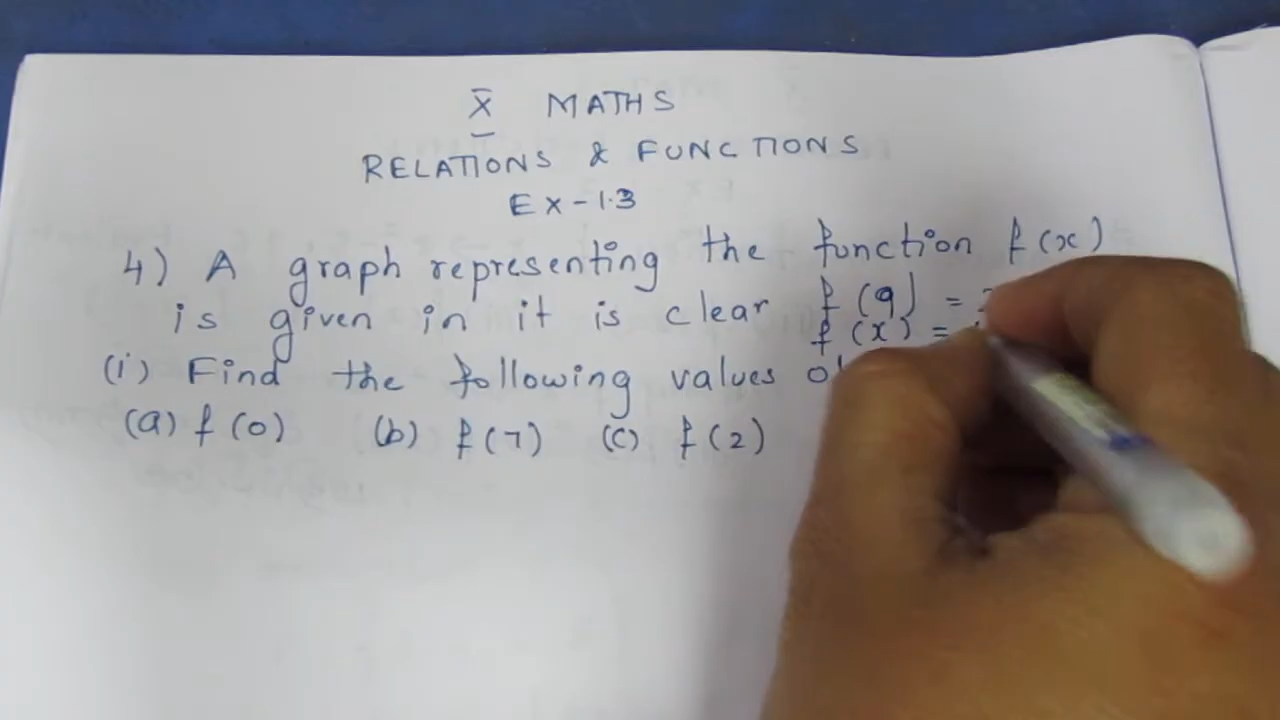 X MATHS
RELATIONS & FUNCTIONS
EX-1.3
4) A graph representing the function f(x)
is given in it is clear f(9) =
f(x) =
(i) Find the following values
(a) f(0) (b) f(7) (c) f(2)